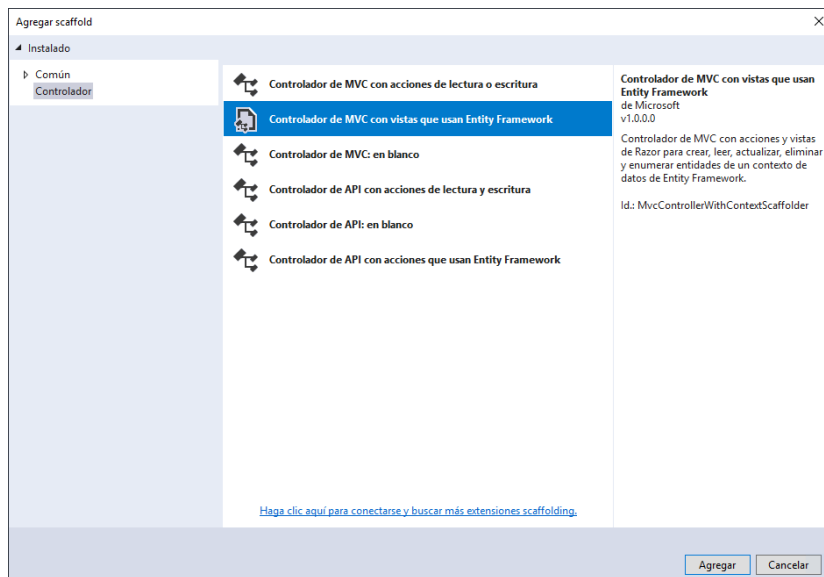 Agregar scaffold
Instalado
Común
Controlador
Controlador de MVC con acciones de lectura o escritura
Controlador de MVC con vistas que usan Entity Framework
Controlador de MVC: en blanco
Controlador de API con acciones de lectura y escritura
Controlador de API: en blanco
Controlador de API con acciones que usan Entity Framework
Haga clic aquí para conectarse y buscar más extensiones scaffolding.
Controlador de MVC con vistas que usan
Entity Framework
de Microsoft
v1.0.0.0
Controlador de MVC con acciones y vistas
de Razor para crear, leer, actualizar, eliminar
y enumerar entidades de un contexto de
datos de Entity Framework.
Id.: MvcControllerWithContextScaffolder
Agregar
Cancelar